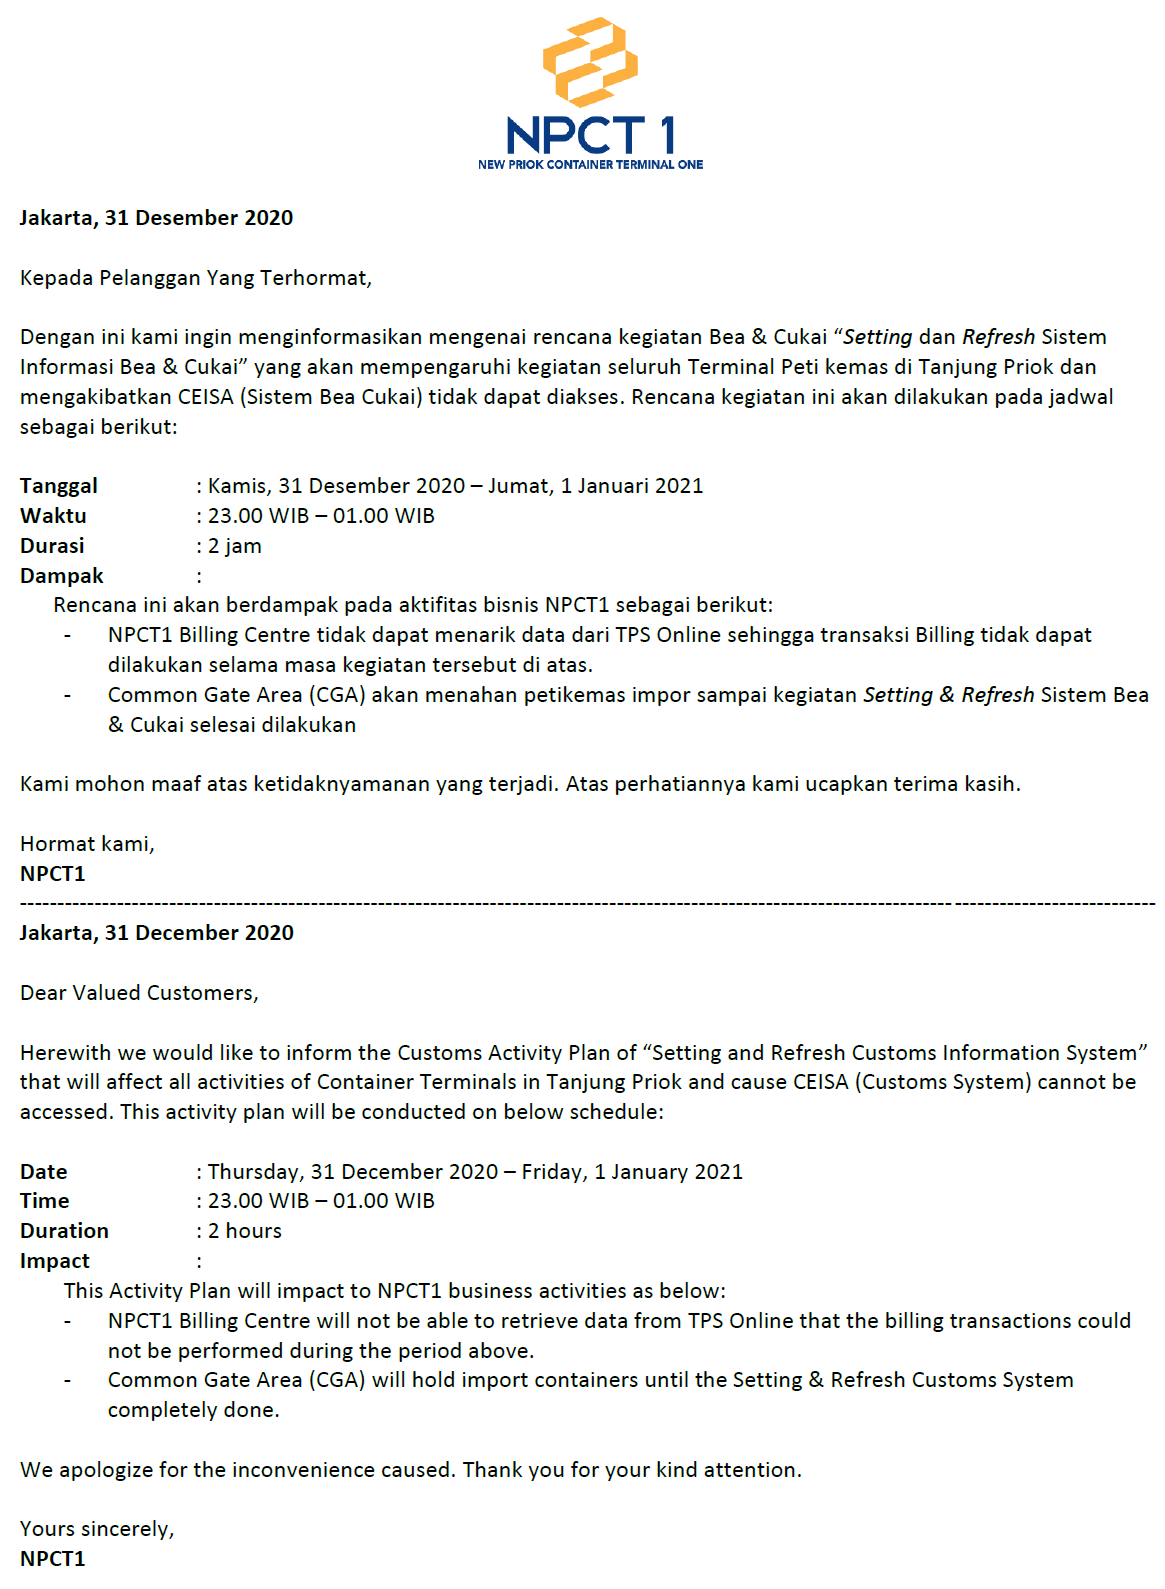 NPCT 1
NEW PRIOK CONTAINER TERMINAL ONE
Jakarta, 31 Desember 2020
Kepada Pelanggan Yang Terhormat,
Dengan ini kami ingin menginformasikan mengenai rencana kegiatan Bea & Cukai “Setting dan Refresh Sistem
Informasi Bea & Cukai” yang akan mempengaruhi kegiatan seluruh Terminal Peti kemas di Tanjung Priok dan
mengakibatkan CEISA (Sistem Bea Cukai) tidak dapat diakses. Rencana kegiatan ini akan dilakukan pada jadwal
sebagai berikut:
Tanggal : Kamis, 31 Desember 2020 – Jumat, 1 Januari 2021
Waktu : 23.00 WIB – 01.00 WIB
Durasi : 2 jam
Dampak :
Rencana ini akan berdampak pada aktifitas bisnis NPCT1 sebagai berikut:
- NPCT1 Billing Centre tidak dapat menarik data dari TPS Online sehingga transaksi Billing tidak dapat
dilakukan selama masa kegiatan tersebut di atas.
- Common Gate Area (CGA) akan menahan petikemas impor sampai kegiatan Setting & Refresh Sistem Bea
& Cukai selesai dilakukan
Kami mohon maaf atas ketidaknyamanan yang terjadi. Atas perhatiannya kami ucapkan terima kasih.
Hormat kami,
NPCT1
Jakarta, 31 December 2020
Dear Valued Customers,
Herewith we would like to inform the Customs Activity Plan of “Setting and Refresh Customs Information System”
that will affect all activities of Container Terminals in Tanjung Priok and cause CEISA (Customs System) cannot be
accessed. This activity plan will be conducted on below schedule:
Date : Thursday, 31 December 2020 – Friday, 1 January 2021
Time : 23.00 WIB – 01.00 WIB
Duration : 2 hours
Impact :
This Activity Plan will impact to NPCT1 business activities as below:
- NPCT1 Billing Centre will not be able to retrieve data from TPS Online that the billing transactions could
not be performed during the period above.
- Common Gate Area (CGA) will hold import containers until the Setting & Refresh Customs System
completely done.
We apologize for the inconvenience caused. Thank you for your kind attention.
Yours sincerely,
NPCT1